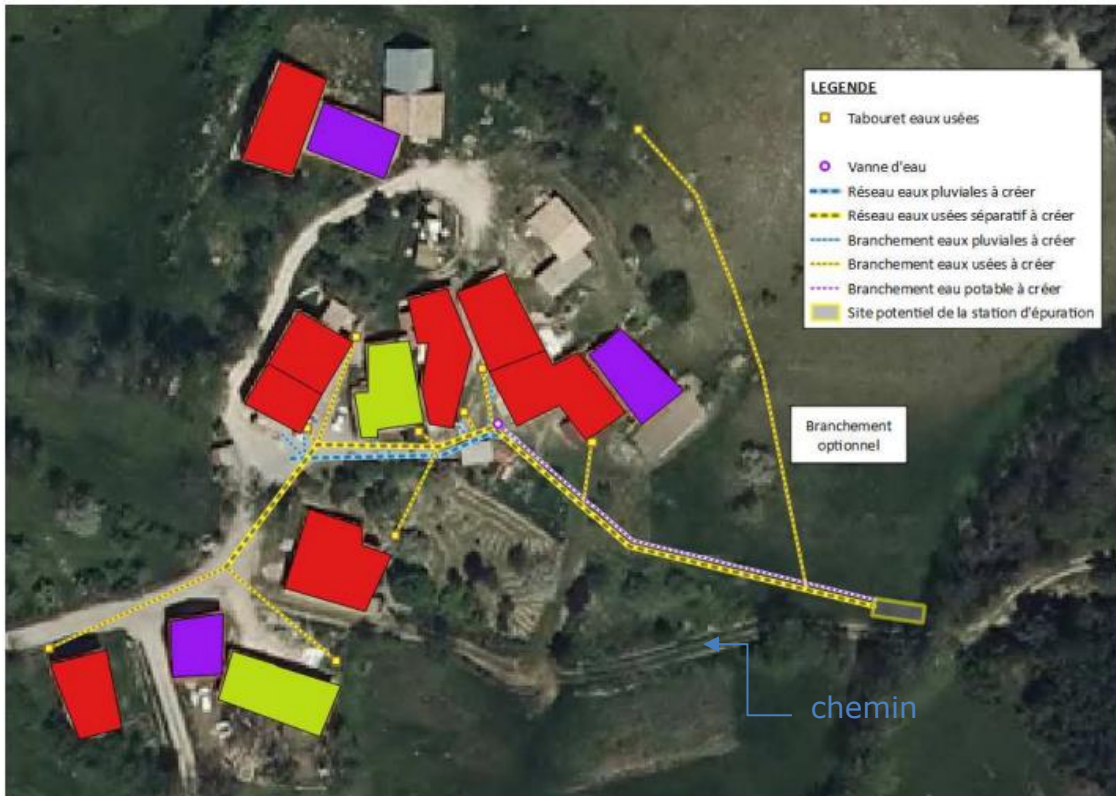 LEGENDE
Tabouret eaux usées
Vanne d'eau
Réseau eaux pluviales à créer
Réseau eaux usées séparatif à créer
Branchement eaux pluviales à créer
Branchement eaux usées à créer
Branchement eau potable à créer
Site potentiel de la station d'épuration
Branchement
optionnel
chemin